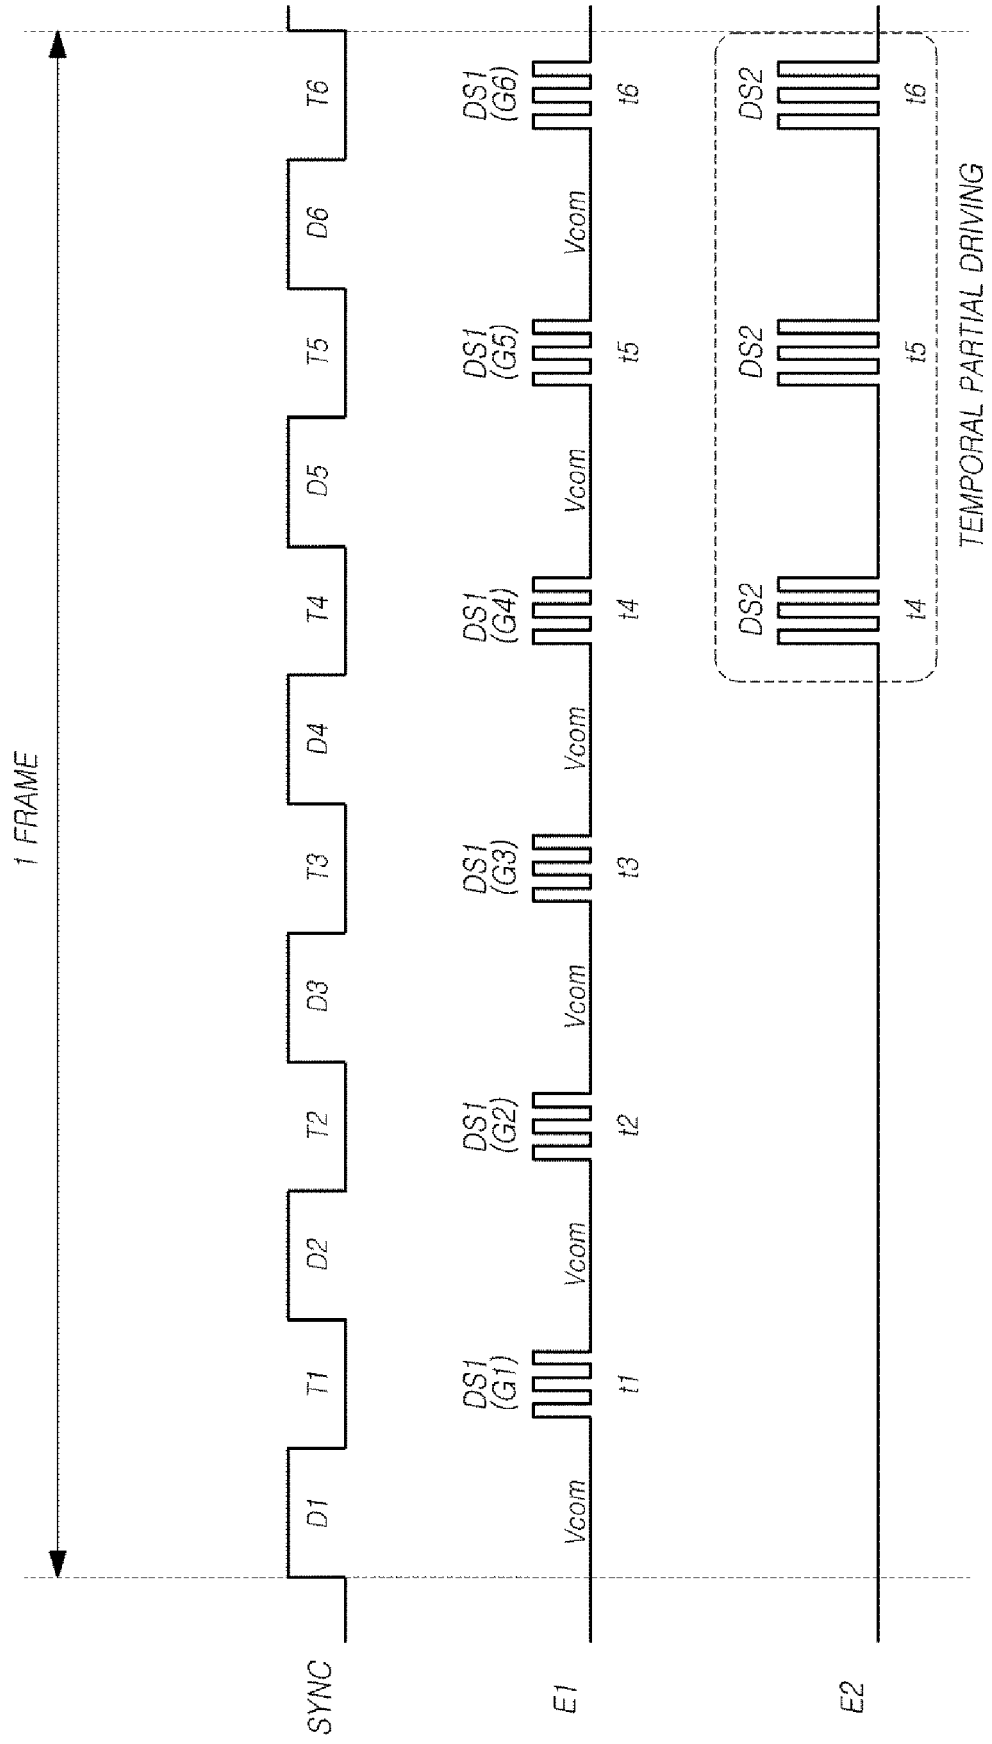 1 FRAME
SYNC D1 T1 D2 T2 D3 T3 D4 T4 D5 T5 D6 T6
DS1 DS1 DS1 DS1 DS1 DS1
(G1) (G2) (G3) (G4) (G5) (G6)
E1 Vcom Vcom Vcom Vcom Vcom Vcom
t1 t2 t3 t4 t5 t6
DS2 DS2 DS2
E2
t4 t5 t6
TEMPORAL PARTIAL DRIVING